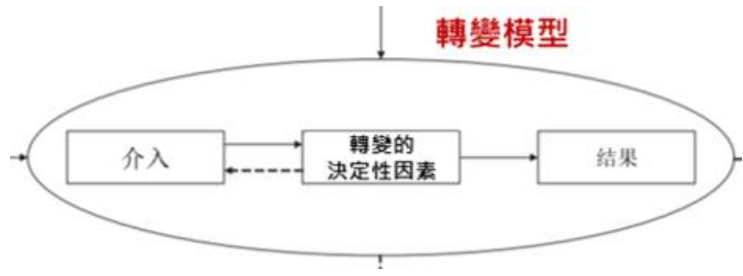 轉變模型
介入
轉變的
決定性因素
结果